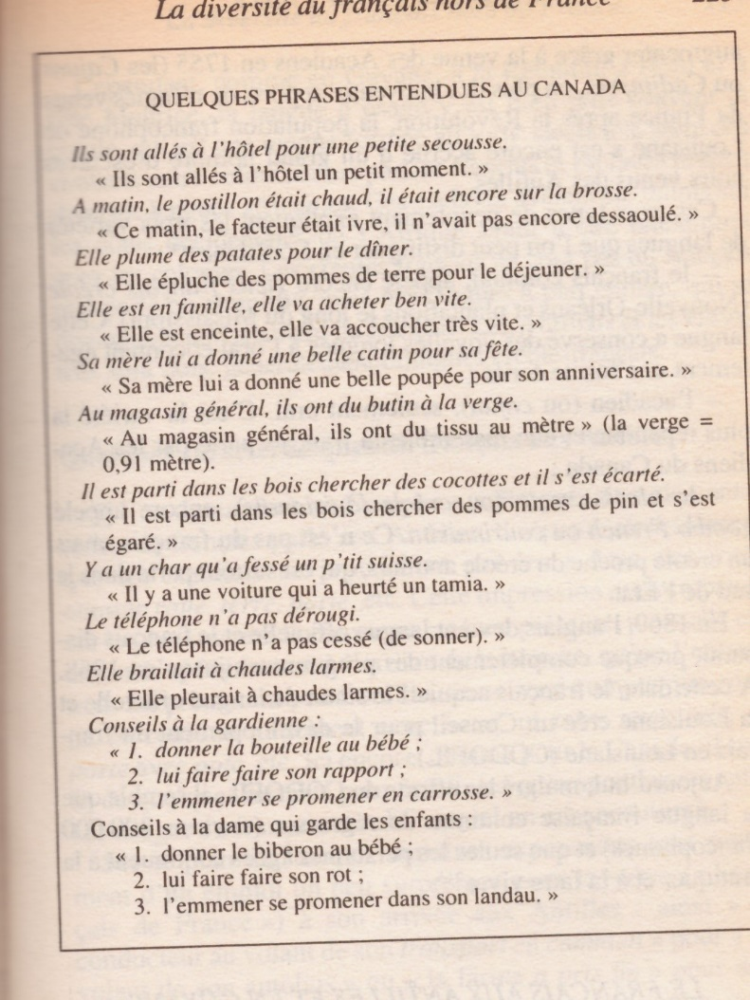 La diversité du français hors de France
QUELQUES PHRASES ENTENDUES AU CANADA
Ils sont allés à l'hôtel pour une petite secousse.
« Ils sont allés à l'hôtel un petit moment. »
A matin, le postillon était chaud, il était encore sur la brosse.
« Ce matin, le facteur était ivre, il n'avait pas encore dessaoulé. »
Elle plume des patates pour le dîner.
« Elle épluche des pommes de terre pour le déjeuner. »
Elle est en famille, elle va acheter ben vite.
« Elle est enceinte, elle va accoucher très vite. »
Sa mère lui a donné une belle catin pour sa fête.
« Sa mère lui a donné une belle poupée pour son anniversaire. »
Au magasin général, ils ont du butin à la verge.
« Au magasin général, ils ont du tissu au mètre » (la verge =
0,91 mètre).
Il est parti dans les bois chercher des cocottes et il s'est écarté.
« Il est parti dans les bois chercher des pommes de pin et s'est
égaré. »
Y a un char qu'a fessé un p'tit suisse.
« Il y a une voiture qui a heurté un tamia. »
Le téléphone n'a pas dérougi.
« Le téléphone n'a pas cessé (de sonner). »
Elle braillait à chaudes larmes.
« Elle pleurait à chaudes larmes. »
Conseils à la gardienne :
« 1. donner la bouteille au bébé ;
2. lui faire faire son rapport ;
3. l'emmener se promener en carrosse. »
Conseils à la dame qui garde les enfants :
« 1. donner le biberon au bébé ;
2. lui faire faire son rot ;
3. l'emmener se promener dans son landau. »